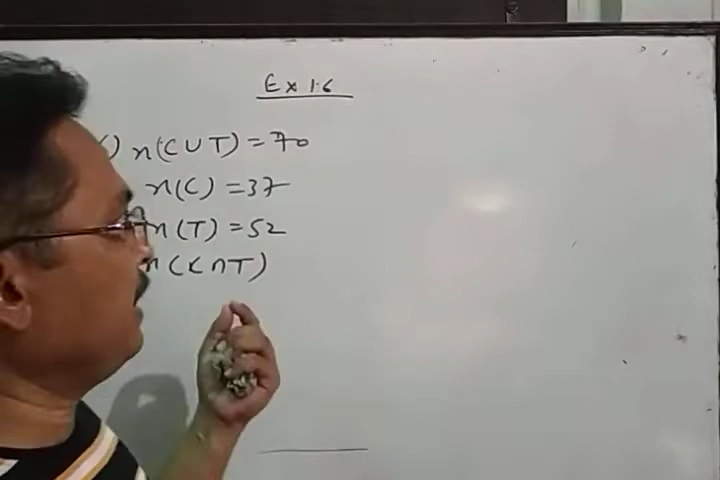 Ex 1.6
) n(C ∪ T) = 70
n(C) = 37
n(T) = 52
n(C ∩ T)